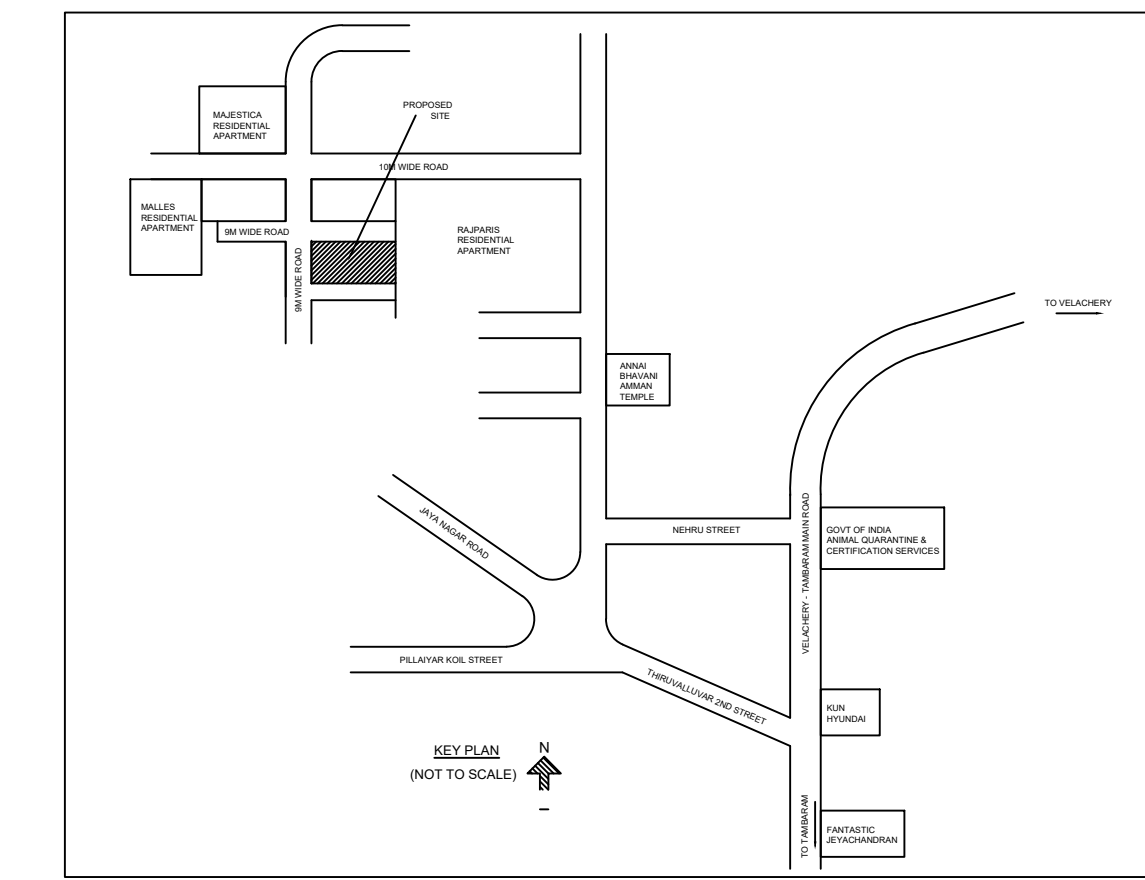 MAJESTICA
RESIDENTIAL
APARTMENT
PROPOSED
SITE
10M WIDE ROAD
MALLES
RESIDENTIAL
APARTMENT
9M WIDE ROAD
9M WIDE ROAD
RAJPARIS
RESIDENTIAL
APARTMENT
TO VELACHERY
ANNAI
BHAVANI
AMMAN
TEMPLE
JAYA NAGAR ROAD
NEHRU STREET
VELACHERY - TAMBARAM MAIN ROAD
GOVT OF INDIA
ANIMAL QUARANTINE &
CERTIFICATION SERVICES
PILLAIYAR KOIL STREET
THIRUVALLUVAR 2ND STREET
KUN
HYUNDAI
KEY PLAN
(NOT TO SCALE)
N
TO TAMBARAM
FANTASTIC
JEYACHANDRAN